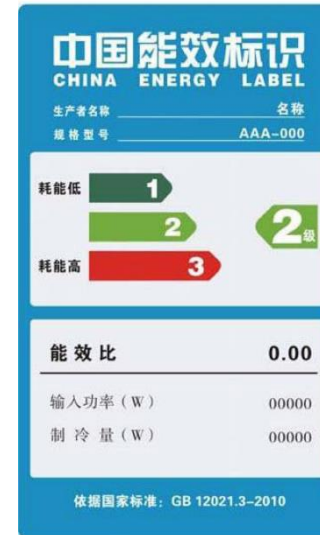 中国能效标识
CHINA ENERGY LABEL
生产者名称 名称
规格型号 AAA-000
耗能低 1
2 2级
耗能高 3
能效比 0.00
输入功率（W） 00000
制 冷 量（W） 00000
依据国家标准：GB 12021.3-2010